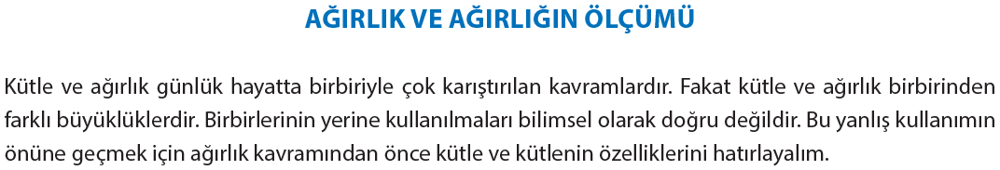 AĞIRLIK VE AĞIRLIĞIN ÖLÇÜMÜ
Kütle ve ağırlık günlük hayatta birbiriyle çok karıştırılan kavramlardır. Fakat kütle ve ağırlık birbirinden
farklı büyüklüklerdir. Birbirlerinin yerine kullanılmaları bilimsel olarak doğru değildir. Bu yanlış kullanımın
önüne geçmek için ağırlık kavramından önce kütle ve kütlenin özelliklerini hatırlayalım.